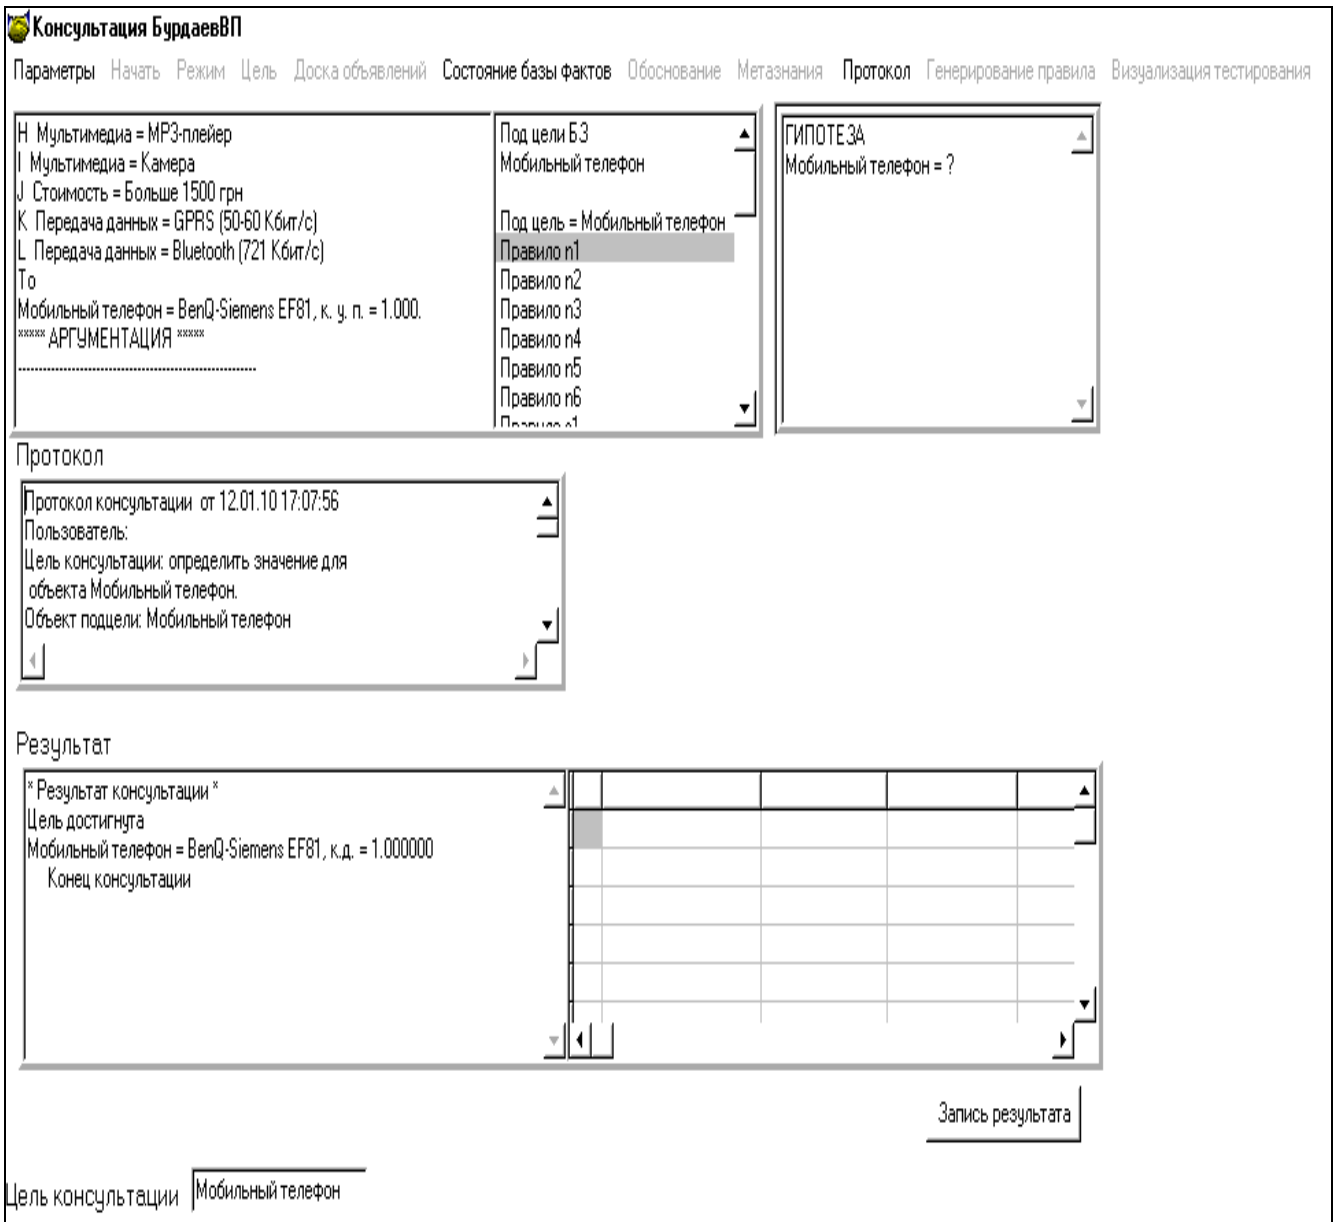 Консультация БурдаевВП
Параметры Начать Режим Цель Доска объявлений Состояние базы фактов Обоснование Метазнания Протокол Генерирование правила Визуализация тестирования
H Мультимедиа = MP3-плейер
I Мультимедиа = Камера
J Стоимость = Больше 1500 грн
K Передача данных = GPRS (50-60 Кбит/с)
L Передача данных = Bluetooth (721 Кбит/с)
То
Мобильный телефон = BenQ-Siemens EF81, к. у. п. = 1.000.
***** АРГУМЕНТАЦИЯ *****
----------------------------------------------------------
Под цели БЗ
Мобильный телефон
Под цель = Мобильный телефон
Правило n1
Правило n2
Правило n3
Правило n4
Правило n5
Правило n6
ГИПОТЕЗА
Мобильный телефон = ?
Протокол
Протокол консультации от 12.01.10 17:07:56
Пользователь:
Цель консультации: определить значение для
объекта Мобильный телефон.
Объект подцели: Мобильный телефон
Результат
* Результат консультации *
Цель достигнута
Мобильный телефон = BenQ-Siemens EF81, к.д. = 1.000000
Конец консультации
Запись результата
Цель консультации Мобильный телефон